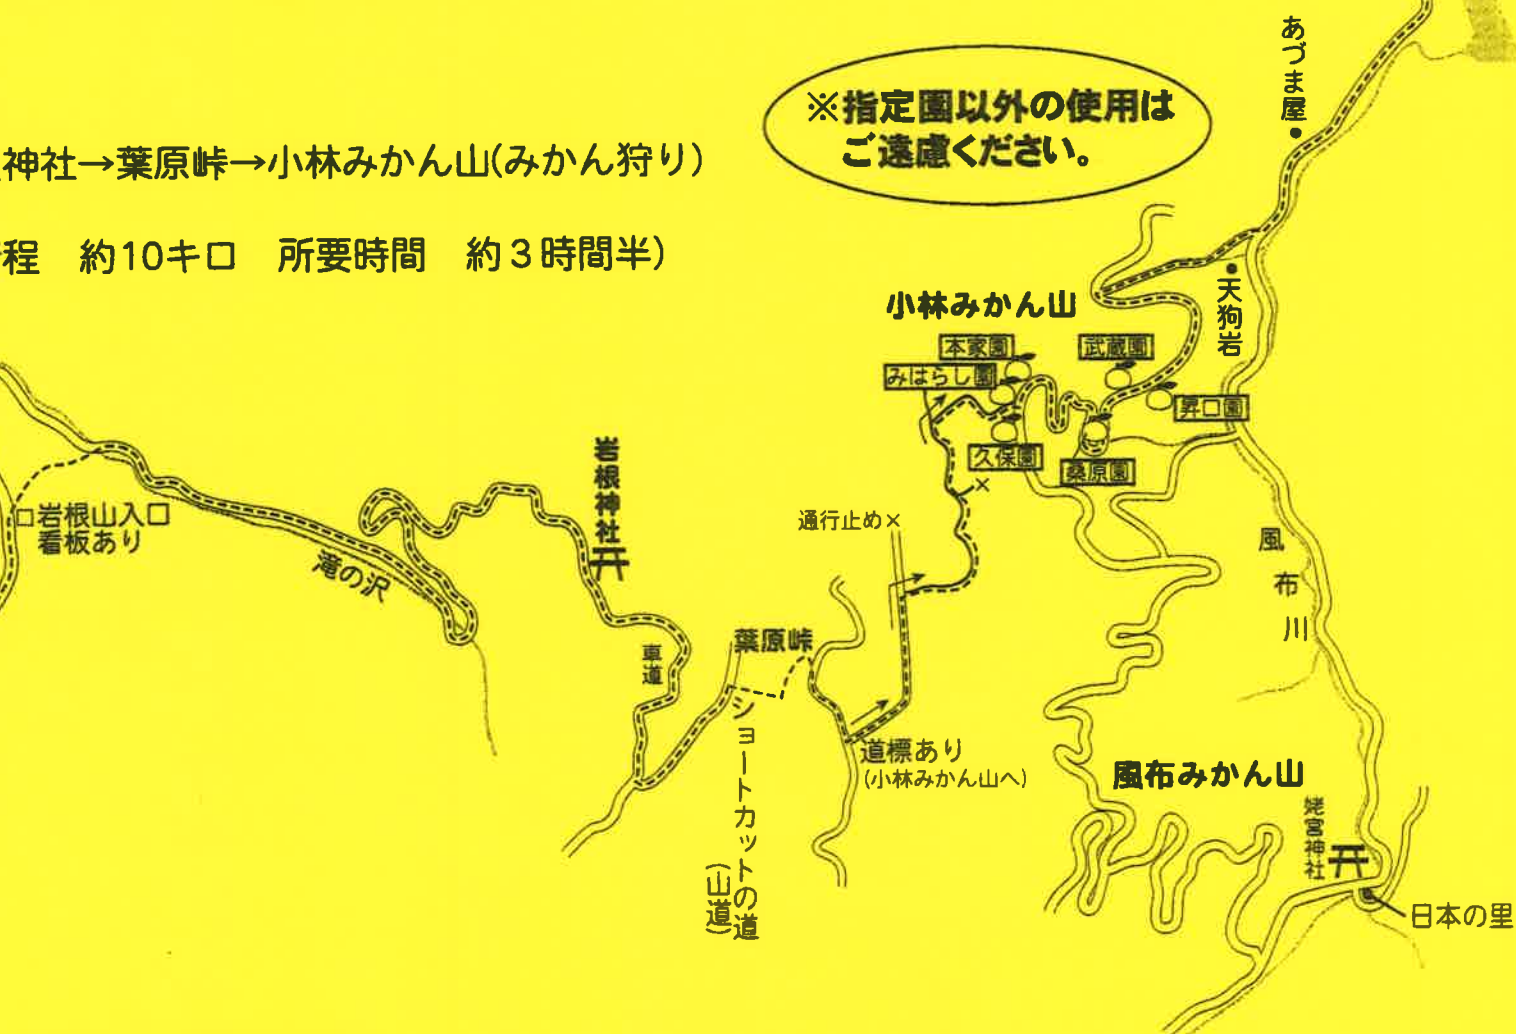 神社→葉原峠→小林みかん山(みかん狩り)
程　約10キロ　所要時間　約3時間半)
※指定園以外の使用は
ご遠慮ください。
あづま屋
天狗岩
小林みかん山
本家園
武蔵園
みはらし園
昇口園
久保園
桑原園
通行止め×
×
岩根神社
□岩根山入口
看板あり
滝の沢
車道
葉原峠
ショートカットの道
(山道)
道標あり
(小林みかん山へ)
風布川
風布みかん山
姥宮神社
日本の里